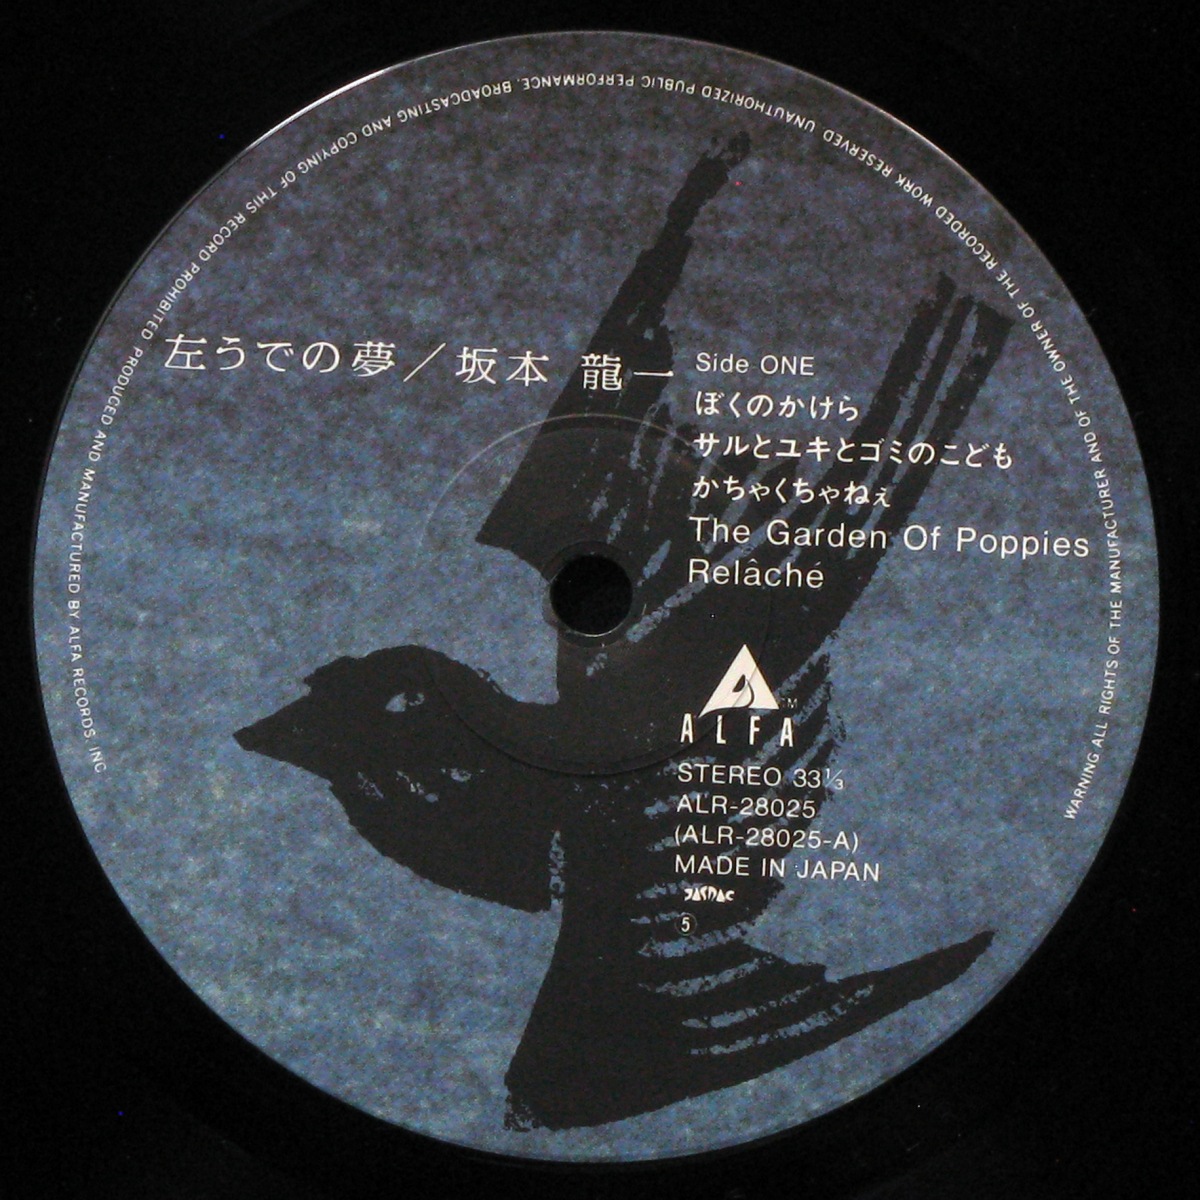 左うでの夢／坂本 龍一
Side ONE
ぼくのかけら
サルとユキとゴミのこども
かちゃくちゃねぇ
The Garden Of Poppies
Relâché
TM
ALFA
STEREO 33⅓
ALR-28025
(ALR-28025-A)
MADE IN JAPAN
JASRAC
⑤
WARNING ALL RIGHTS OF THE MANUFACTURER AND OF THE OWNER OF THE RECORDED WORK RESERVED UNAUTHORIZED PUBLIC PERFORMANCE, BROADCASTING AND COPYING OF THIS RECORD PROHIBITED PRODUCED AND MANUFACTURED BY ALFA RECORDS, INC